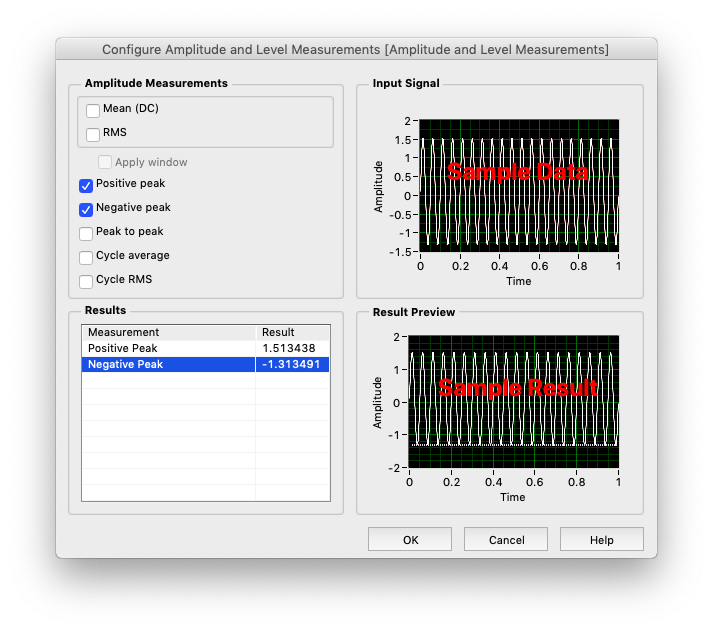 Configure Amplitude and Level Measurements [Amplitude and Level Measurements]
Amplitude Measurements
Mean (DC)
RMS
Apply window
Positive peak
Negative peak
Peak to peak
Cycle average
Cycle RMS
Input Signal
Sample Data
Amplitude
2
1.5
1
0.5
0
-0.5
-1
-1.5
0 0.2 0.4 0.6 0.8 1
Time
Results
Measurement Result
Positive Peak 1.513438
Negative Peak -1.313491
Result Preview
Sample Result
Amplitude
2
1
0
-1
-2
0 0.2 0.4 0.6 0.8 1
Time
OK Cancel Help